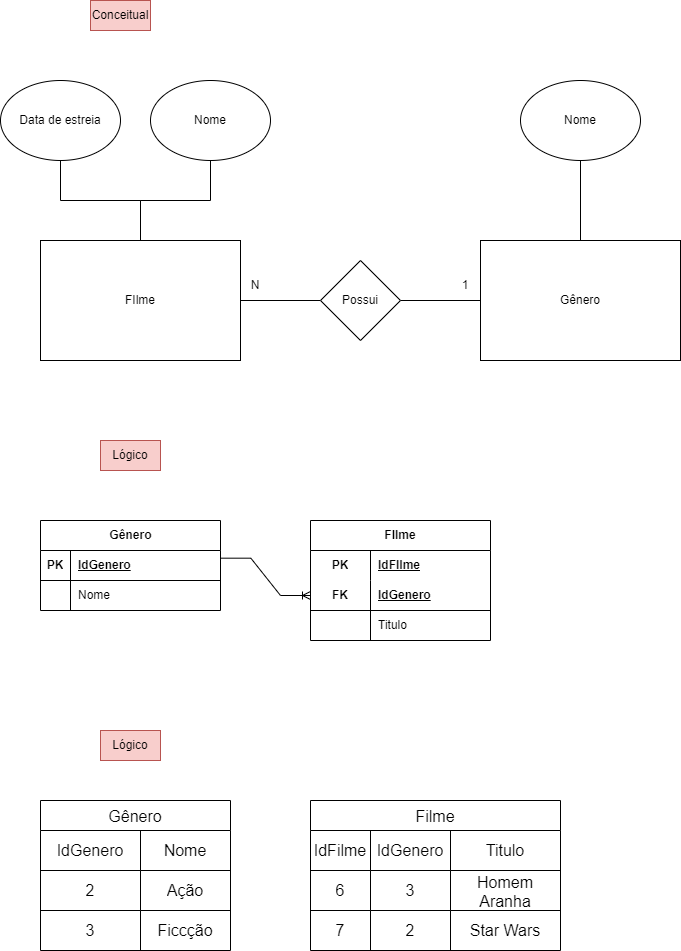 Conceitual
Data de estreia
Nome
Nome
FIlme
N
Possui
1
Gênero
Lógico
Gênero
PK IdGenero
Nome
FIlme
PK IdFIlme
FK IdGenero
Titulo
Lógico
Gênero
IdGenero Nome
2 Ação
3 Ficcção
Filme
IdFilme IdGenero Titulo
6 3 Homem
Aranha
7 2 Star Wars